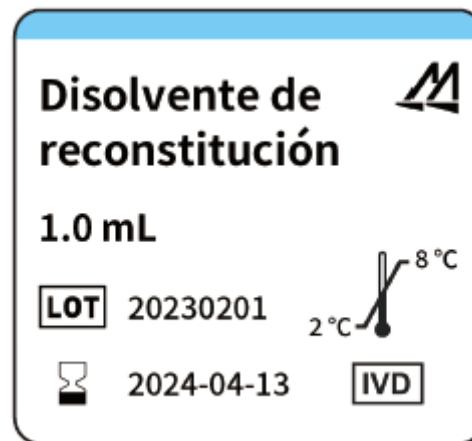 Disolvente de
reconstitución
1.0 mL
8 °C
LOT 20230201
2 °C
2024-04-13 IVD